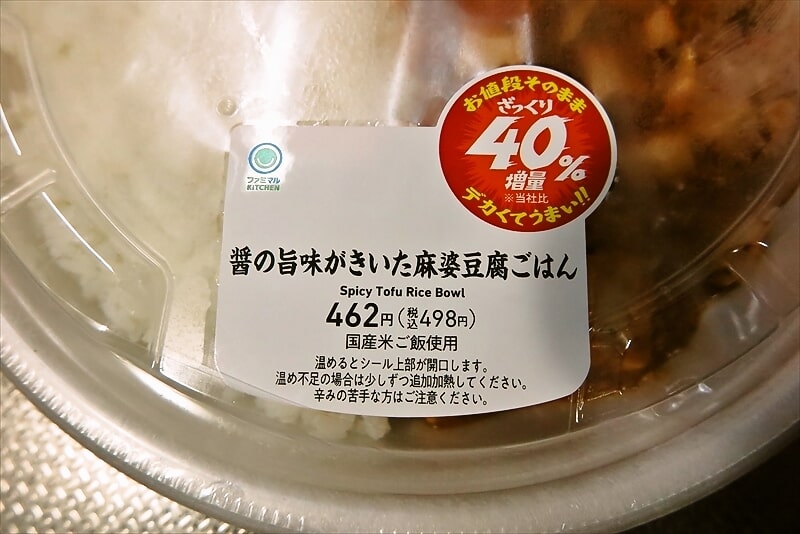 お値段そのまま
ざっくり
40%
増量
※当社比
デカくてうまい!!
ファミマル
KITCHEN
醤の旨味がきいた麻婆豆腐ごはん
Spicy Tofu Rice Bowl
462円(税込498円)
国産米ご飯使用
温めるとシール上部が開口します。
温め不足の場合は少しずつ追加加熱してください。
辛みの苦手な方はご注意ください。